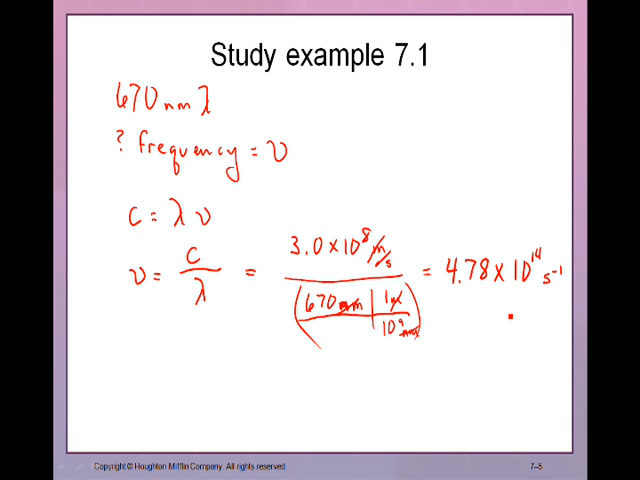 Study example 7.1
670 nm λ
? frequency = ν
c = λ ν
ν = c / λ = 3.0 × 10⁸ m/s / (670 nm | 1 m / 10⁹ nm) = 4.78 × 10¹⁴ s⁻¹
Copyright © Houghton Mifflin Company. All rights reserved.
7–5